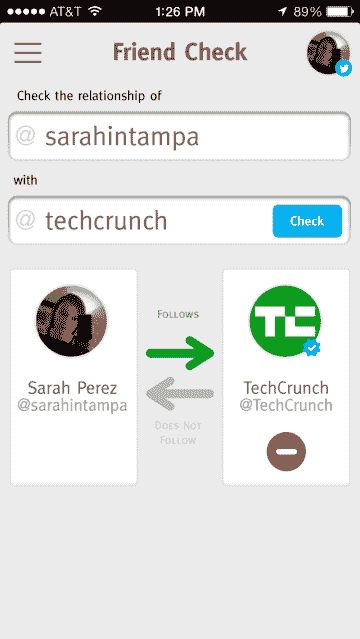 AT&T 1:26 PM 89%
Friend Check
Check the relationship of
@ sarahintampa
with
@ techcrunch
Check
Follows
TC
Sarah Perez
@sarahintampa
TechCrunch
@TechCrunch
Does Not
Follow